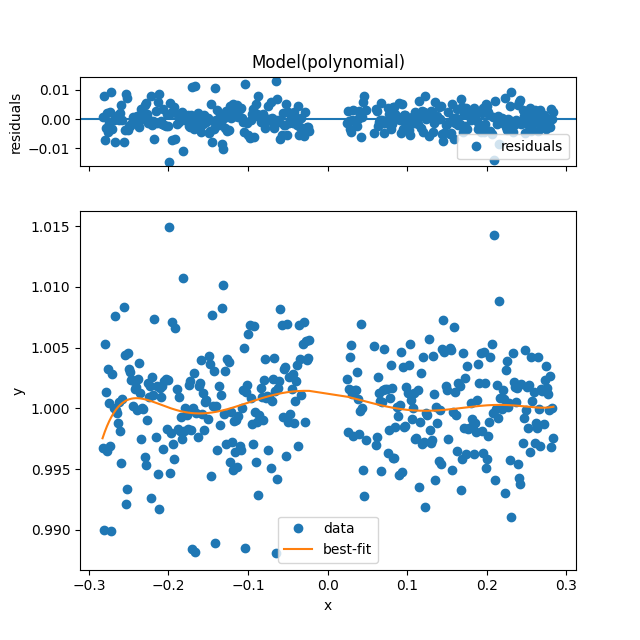 Model(polynomial)
0.01
0.00
−0.01
residuals
residuals
1.015
1.010
1.005
1.000
0.995
0.990
y
data
best-fit
−0.3 −0.2 −0.1 0.0 0.1 0.2 0.3
x